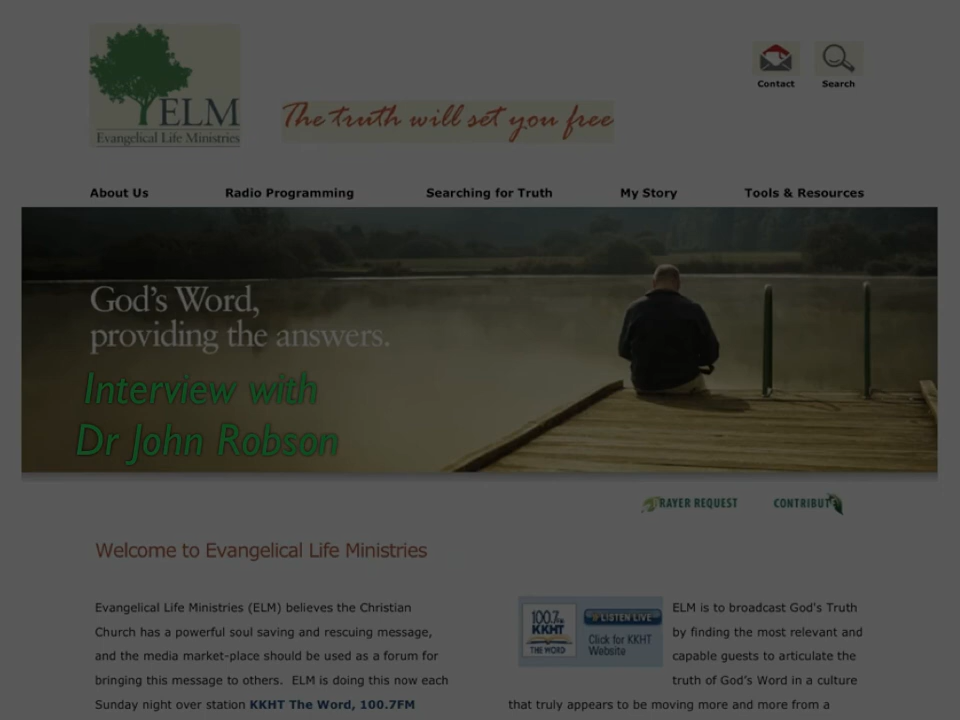 ELM
Evangelical Life Ministries
The truth will set you free
Contact
Search
About Us
Radio Programming
Searching for Truth
My Story
Tools & Resources
God's Word,
providing the answers.
Interview with
Dr John Robson
RAYER REQUEST
CONTRIBUT
Welcome to Evangelical Life Ministries
Evangelical Life Ministries (ELM) believes the Christian
Church has a powerful soul saving and rescuing message,
and the media market-place should be used as a forum for
bringing this message to others. ELM is doing this now each
Sunday night over station KKHT The Word, 100.7FM
100.7
KKHT
THE WORD
LISTEN LIVE
Click for KKHT
Website
ELM is to broadcast God's Truth
by finding the most relevant and
capable guests to articulate the
truth of God's Word in a culture
that truly appears to be moving more and more from a